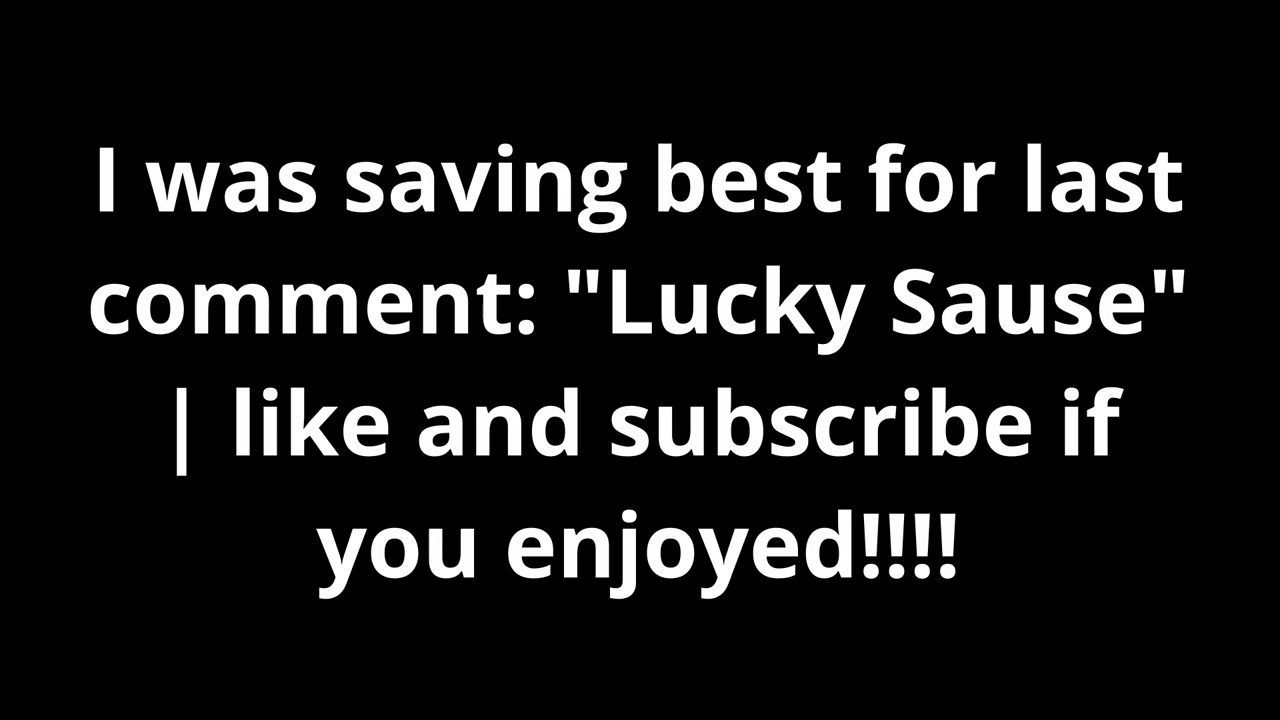 I was saving best for last
comment: "Lucky Sause"
| like and subscribe if
you enjoyed!!!!